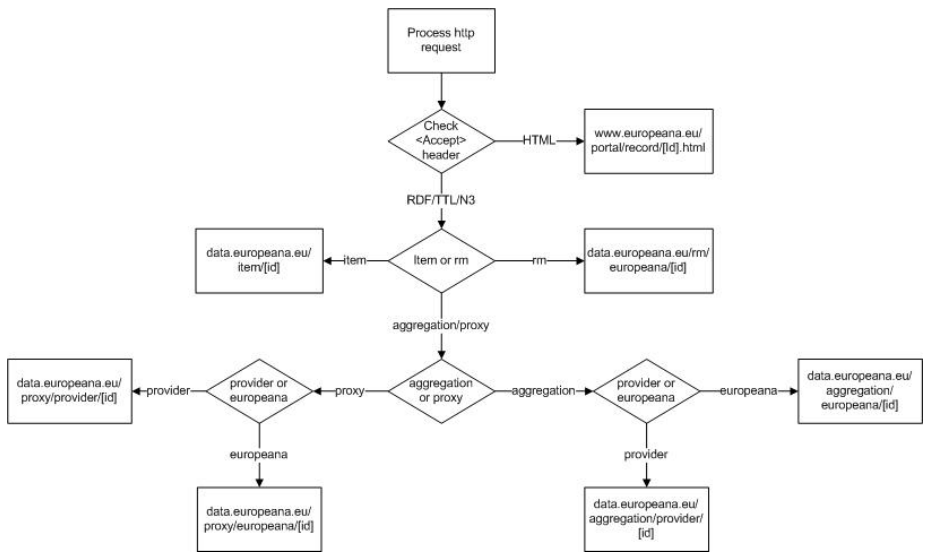 Process http
request
Check
<Accept>
header
HTML
www.europeana.eu/
portal/record/[Id].html
RDF/TTL/N3
data.europeana.eu/
item/[id]
item
Item or rm
rm
data.europeana.eu/rm/
europeana/[id]
aggregation/proxy
data.europeana.eu/
proxy/provider/[id]
provider
provider or
europeana
proxy
aggregation
or proxy
aggregation
provider or
europeana
europeana
data.europeana.eu/
aggregation/
europeana/[id]
europeana
provider
data.europeana.eu/
proxy/europeana/[id]
data.europeana.eu/
aggregation/provider/
[id]